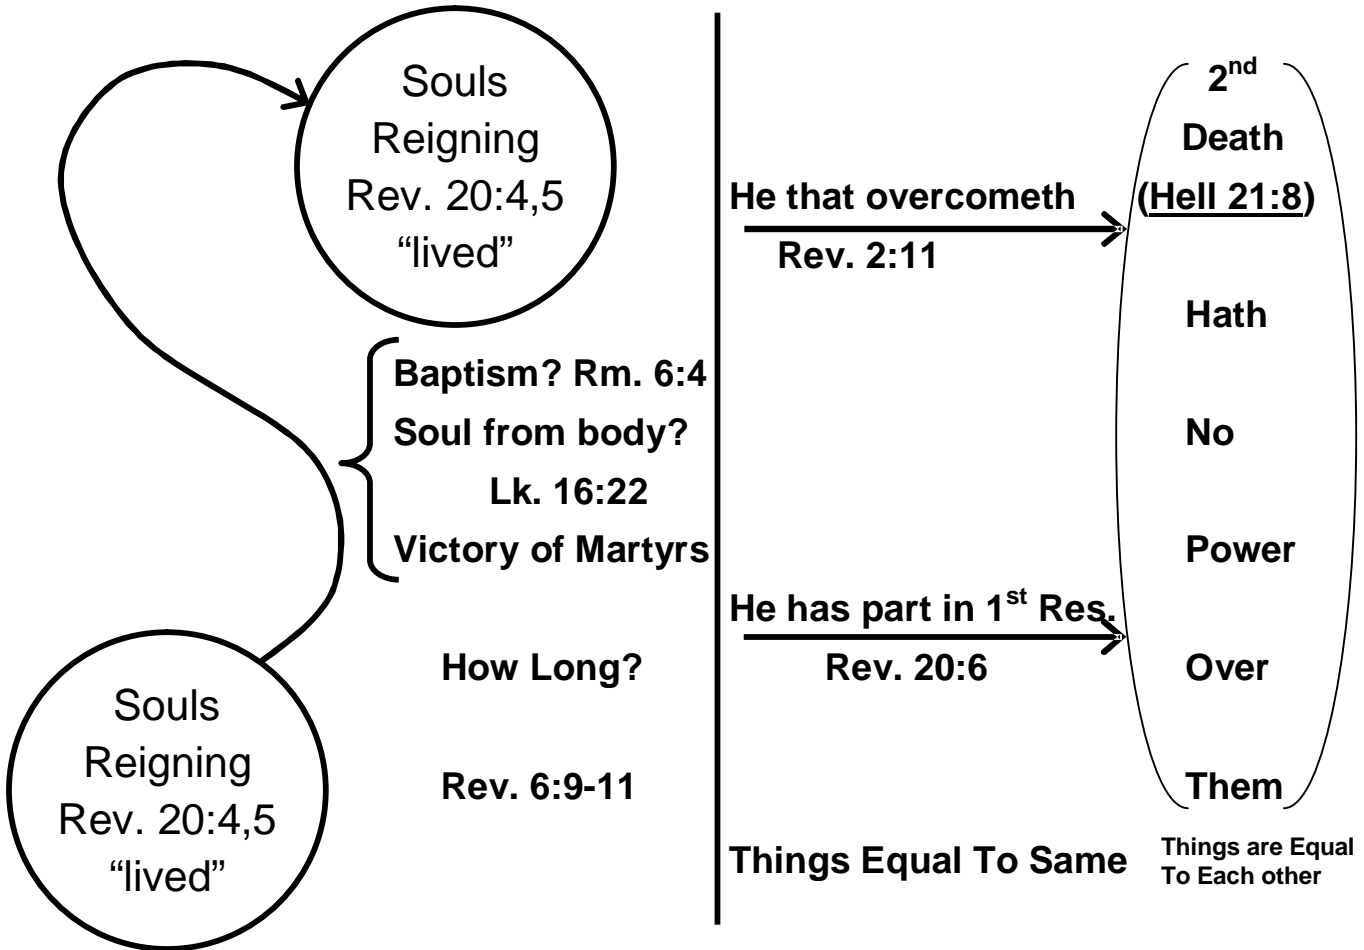 Souls
Reigning
Rev. 20:4,5
“lived”
Baptism? Rm. 6:4
Soul from body?
Lk. 16:22
Victory of Martyrs
How Long?
Rev. 6:9-11
Souls
Reigning
Rev. 20:4,5
“lived”
He that overcometh
Rev. 2:11
He has part in 1st Res.
Rev. 20:6
Things Equal To Same
2nd
Death
(Hell 21:8)
Hath
No
Power
Over
Them
Things are Equal
To Each other